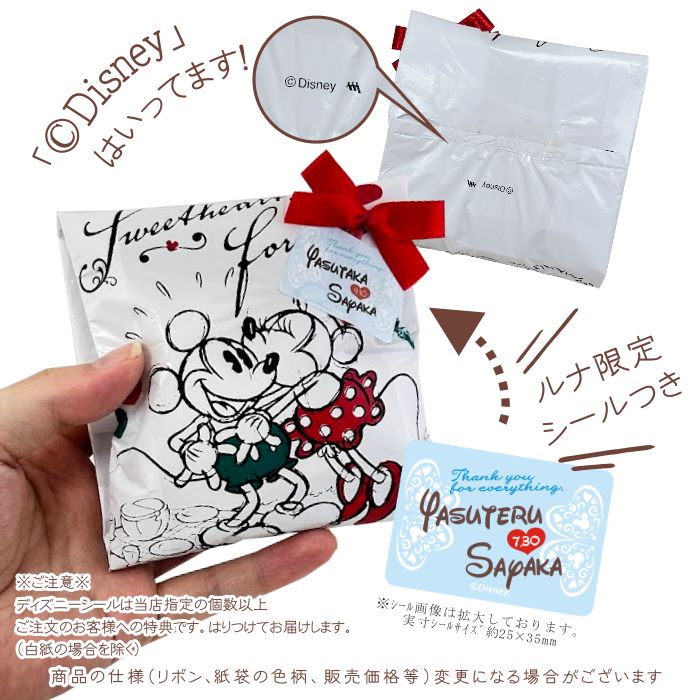 「©Disney」
はいってます!
©Disney
©Disney
Sweethearts
for
Thank you
for everything.
YASUTAKA
7.30
SAYAKA
ルナ限定
シールつき
Thank you
for everything.
YASUTERU
7.30
SAYAKA
©Disney
※シール画像は拡大しております。
実寸シールサイズ約25×35mm
※ご注意※
ディズニーシールは当店指定の個数以上
ご注文のお客様への特典です。はりつけてお届けします。
(白紙の場合を除く)
商品の仕様(リボン、紙袋の色柄、販売価格等)変更になる場合がございます